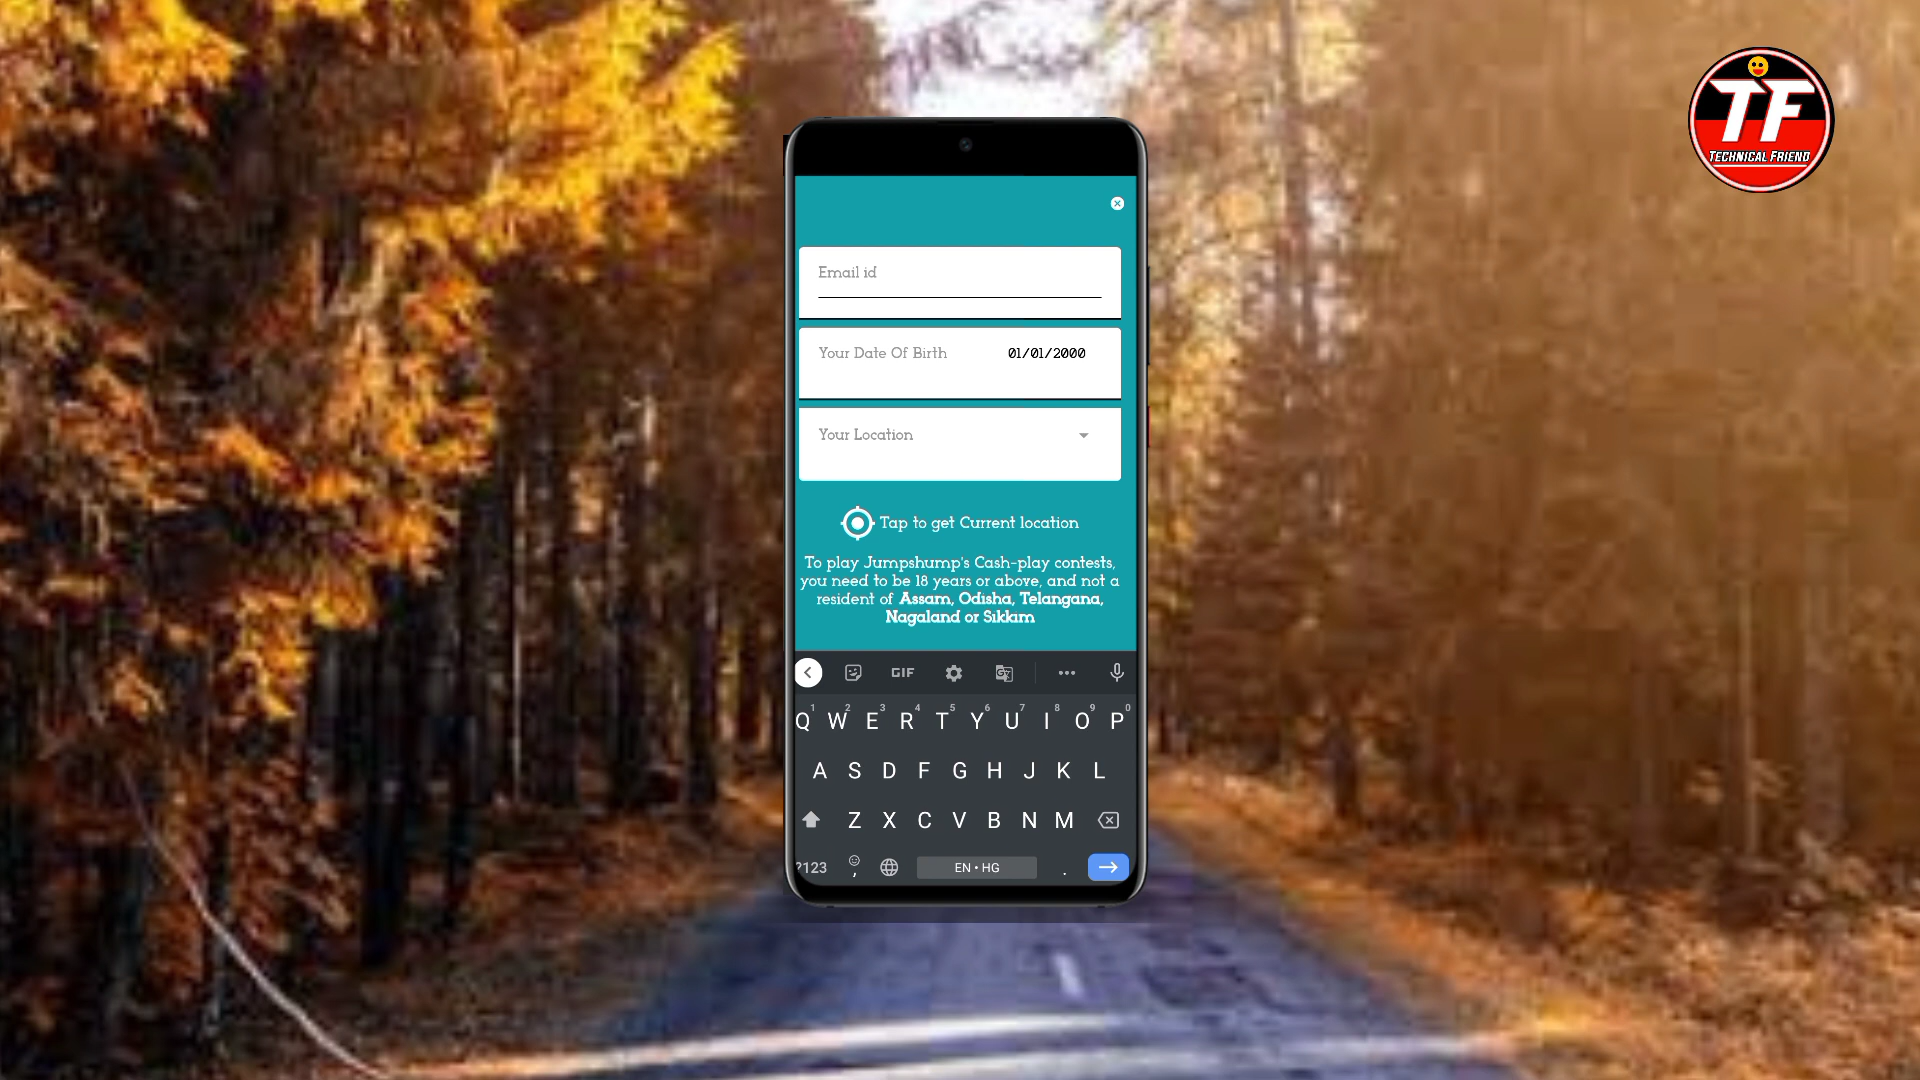 TF
TECHNICAL FRIEND
Email id
Your Date Of Birth 01/01/2000
Your Location
Tap to get Current location
To play Jumpshump's Cash-play contests,
you need to be 18 years or above, and not a
resident of Assam, Odisha, Telangana,
Nagaland or Sikkim
GIF
1 2 3 4 5 6 7 8 9 0
Q W E R T Y U I O P
A S D F G H J K L
Z X C V B N M
?123 , EN • HG .